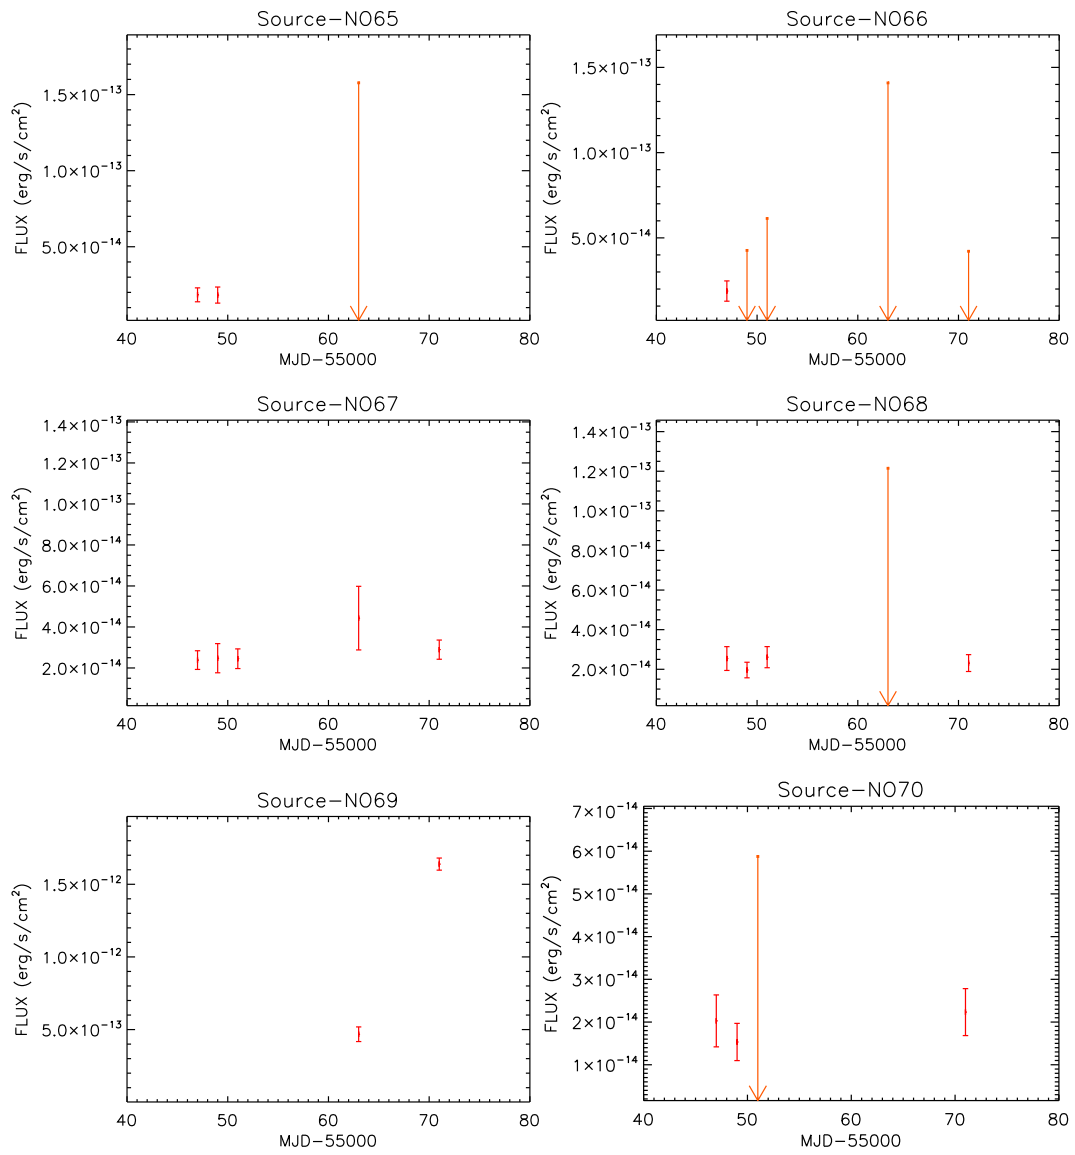 Source-NO65
FLUX (erg/s/cm²)
1.5×10⁻¹³
1.0×10⁻¹³
5.0×10⁻¹⁴
40 50 60 70 80
MJD-55000
Source-NO66
FLUX (erg/s/cm²)
1.5×10⁻¹³
1.0×10⁻¹³
5.0×10⁻¹⁴
40 50 60 70 80
MJD-55000
Source-NO67
FLUX (erg/s/cm²)
1.4×10⁻¹³
1.2×10⁻¹³
1.0×10⁻¹³
8.0×10⁻¹⁴
6.0×10⁻¹⁴
4.0×10⁻¹⁴
2.0×10⁻¹⁴
40 50 60 70 80
MJD-55000
Source-NO68
FLUX (erg/s/cm²)
1.4×10⁻¹³
1.2×10⁻¹³
1.0×10⁻¹³
8.0×10⁻¹⁴
6.0×10⁻¹⁴
4.0×10⁻¹⁴
2.0×10⁻¹⁴
40 50 60 70 80
MJD-55000
Source-NO69
FLUX (erg/s/cm²)
1.5×10⁻¹²
1.0×10⁻¹²
5.0×10⁻¹³
40 50 60 70 80
MJD-55000
Source-NO70
FLUX (erg/s/cm²)
7×10⁻¹⁴
6×10⁻¹⁴
5×10⁻¹⁴
4×10⁻¹⁴
3×10⁻¹⁴
2×10⁻¹⁴
1×10⁻¹⁴
40 50 60 70 80
MJD-55000